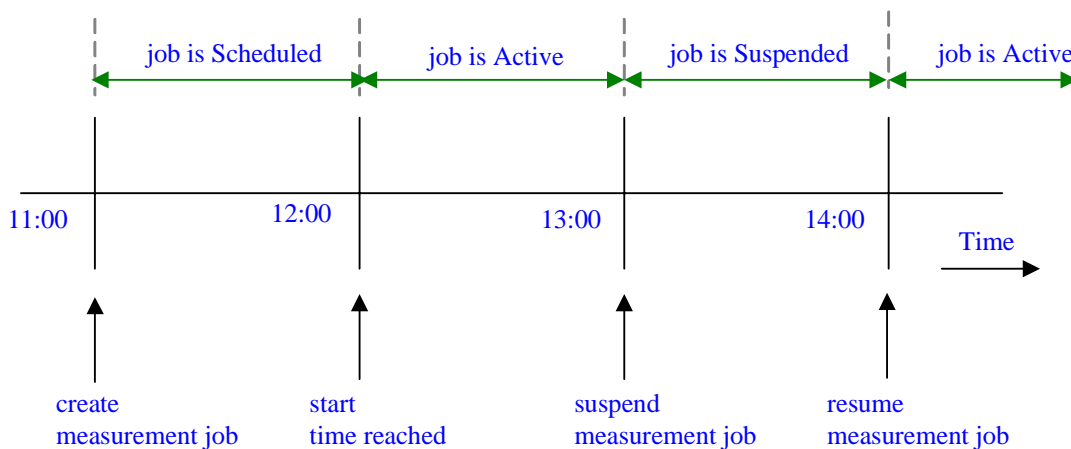 job is Scheduled
job is Active
job is Suspended
job is Active
11:00
12:00
13:00
14:00
Time
create
measurement job
start
time reached
suspend
measurement job
resume
measurement job